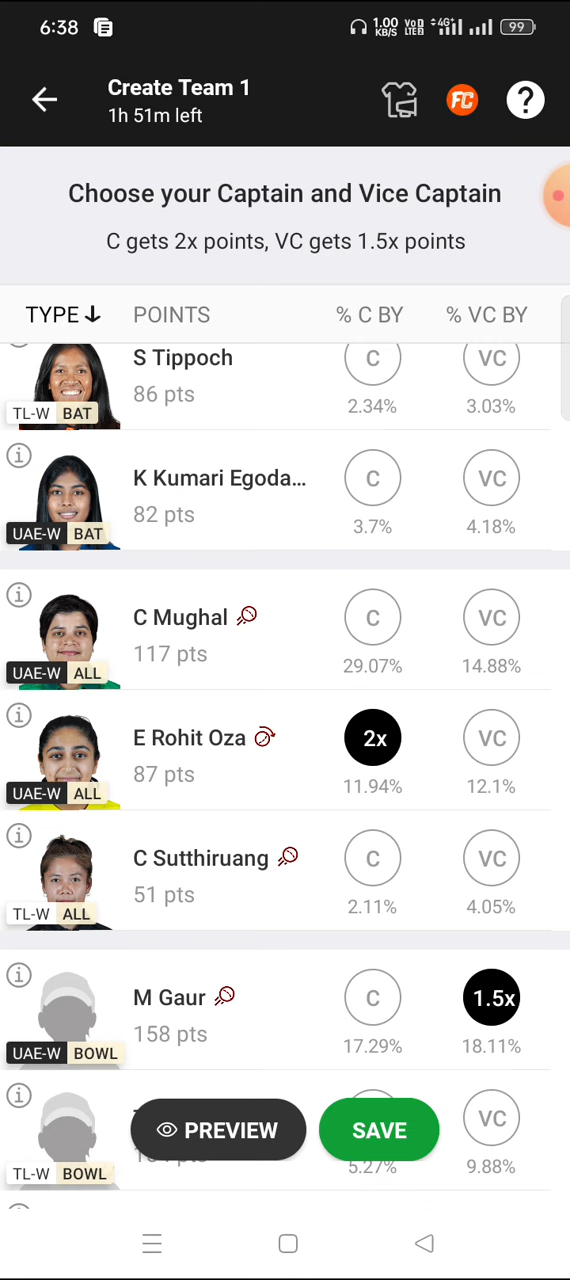 6:38 1.00 KB/S VoD LTE2 4G+ 99
Create Team 1
1h 51m left
FC ?
Choose your Captain and Vice Captain
C gets 2x points, VC gets 1.5x points
TYPE POINTS % C BY % VC BY
S Tippoch C VC
86 pts
TL-W BAT 2.34% 3.03%
K Kumari Egoda... C VC
82 pts
UAE-W BAT 3.7% 4.18%
C Mughal C VC
117 pts
UAE-W ALL 29.07% 14.88%
E Rohit Oza 2x VC
87 pts
UAE-W ALL 11.94% 12.1%
C Sutthiruang C VC
51 pts
TL-W ALL 2.11% 4.05%
M Gaur C 1.5x
158 pts
UAE-W BOWL 17.29% 18.11%
VC
PREVIEW SAVE
TL-W BOWL 5.27% 9.88%